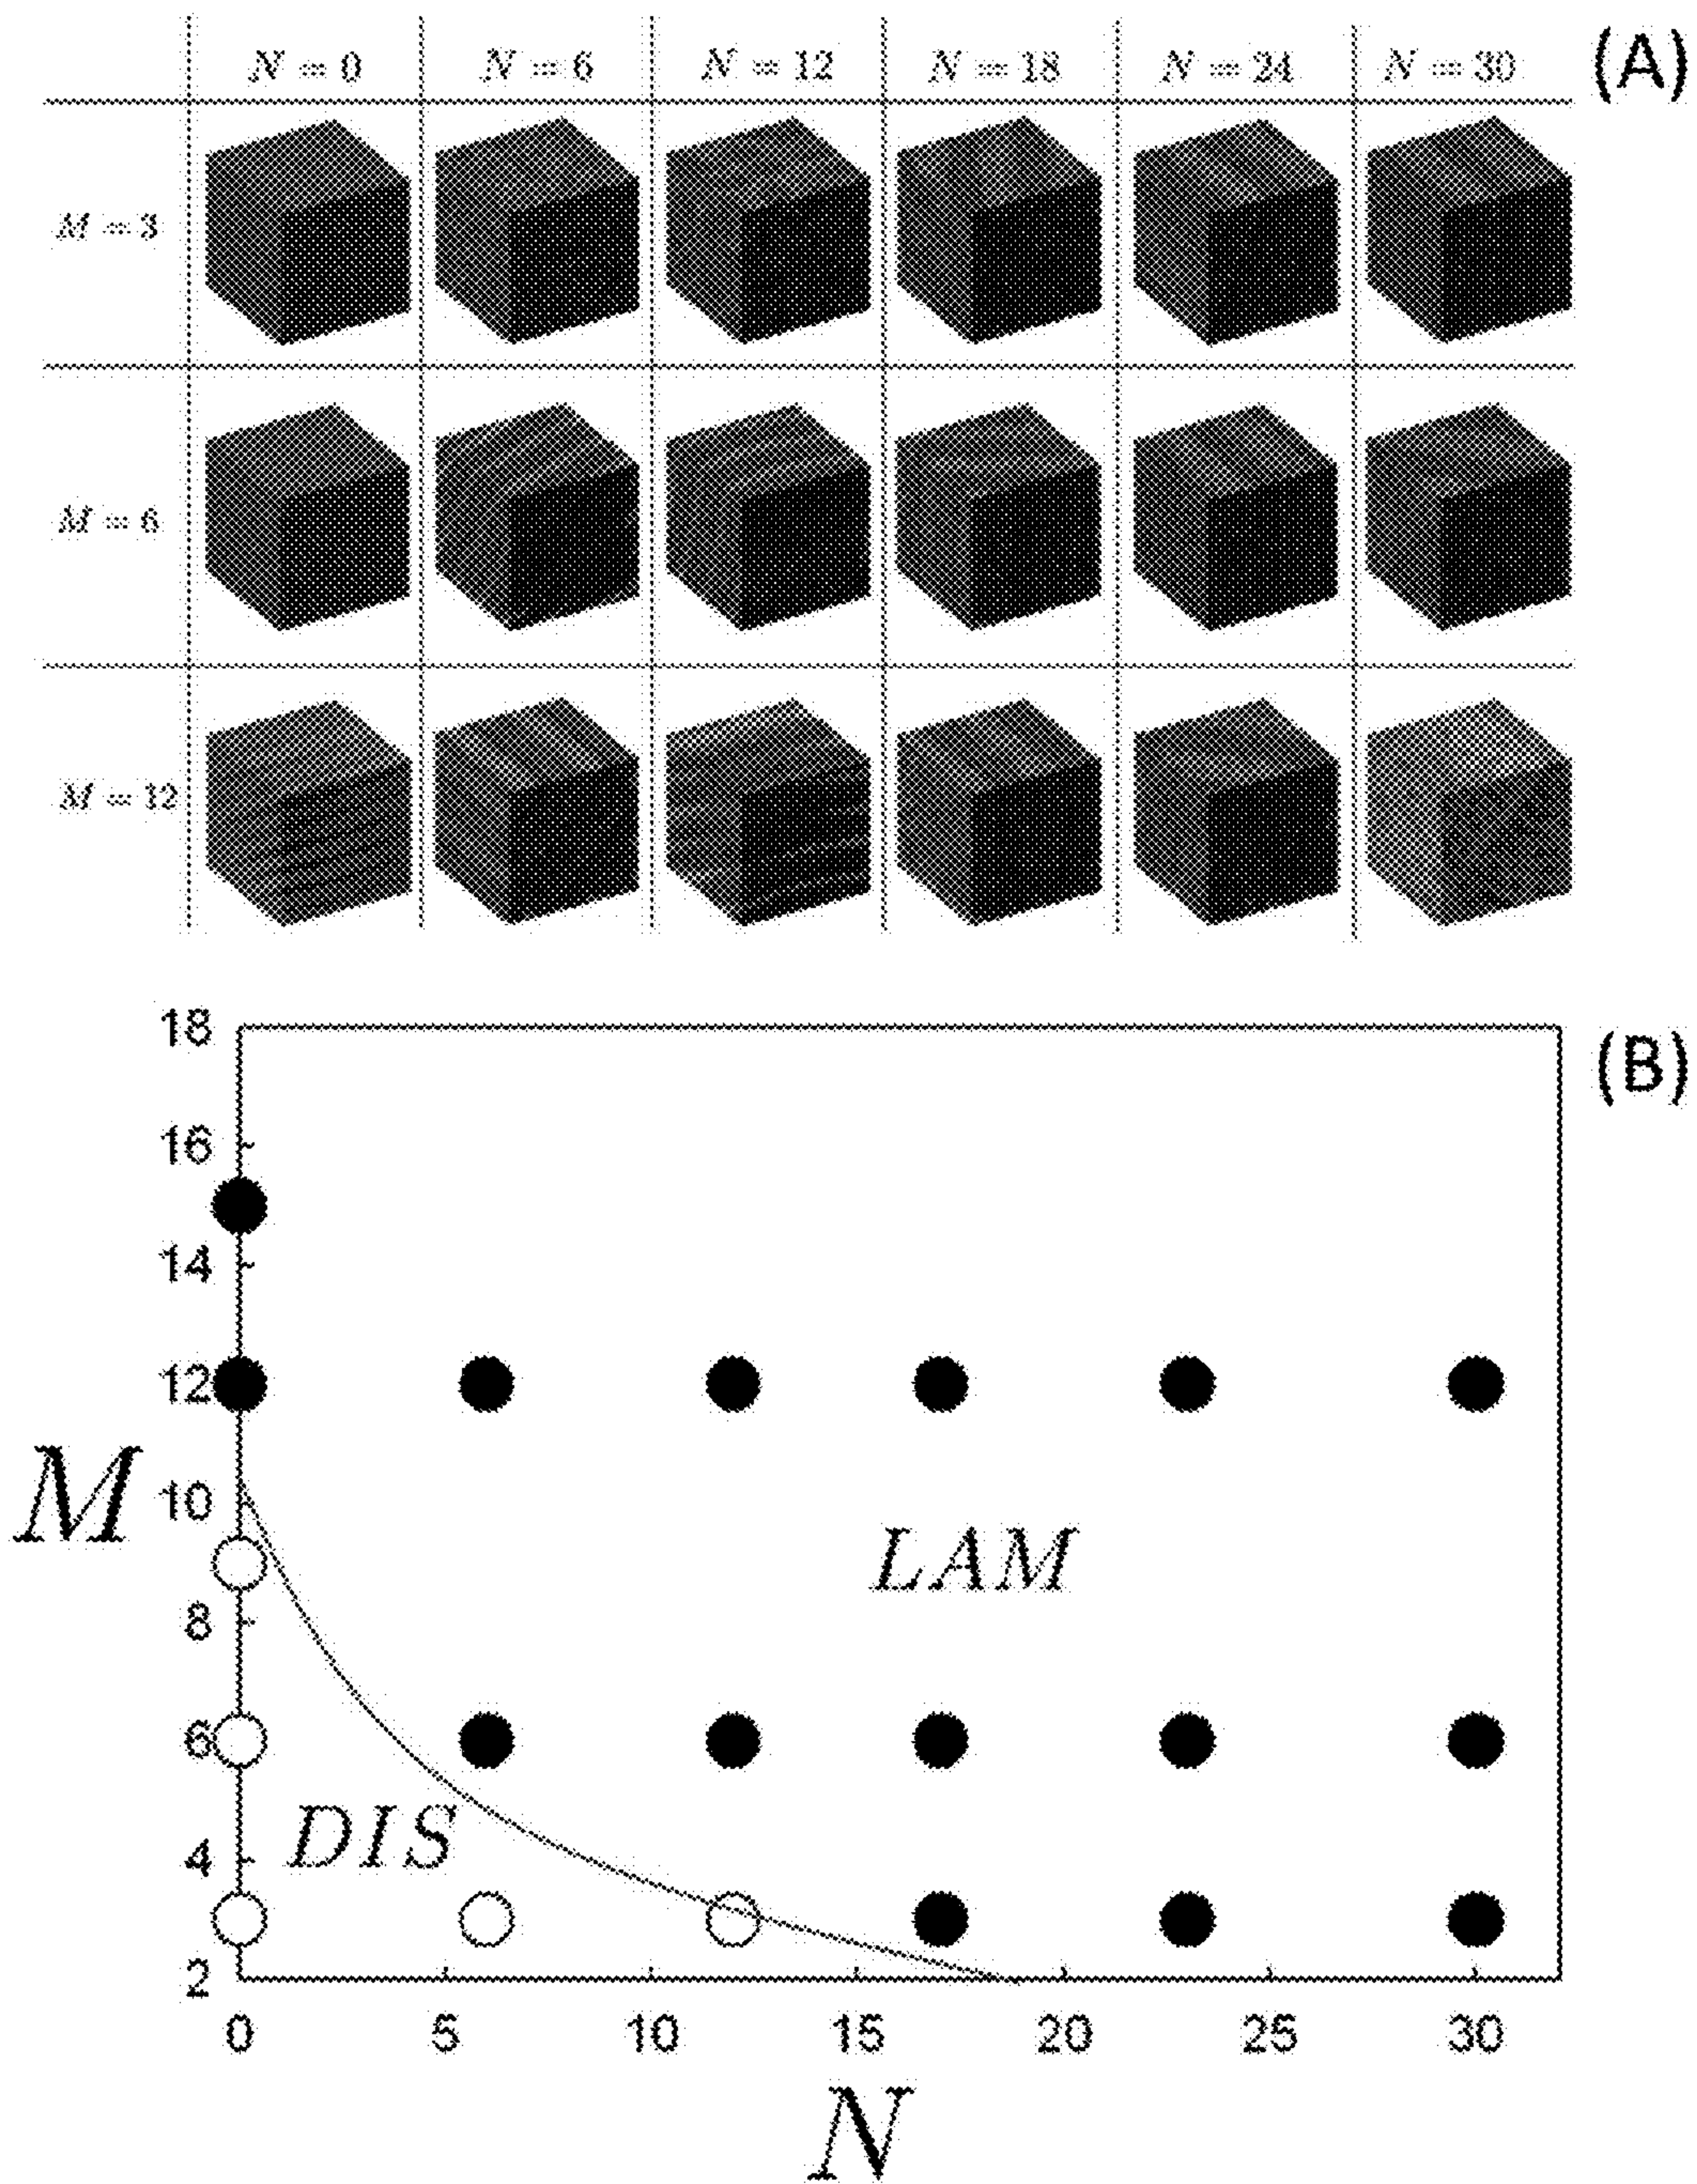 N = 0 N = 6 N = 12 N = 18 N = 24 N = 30 (A)
M = 3
M = 6
M = 12
18 (B)
16
14
12
M 10
LAM
8
6
DIS
4
2
0 5 10 15 20 25 30
N